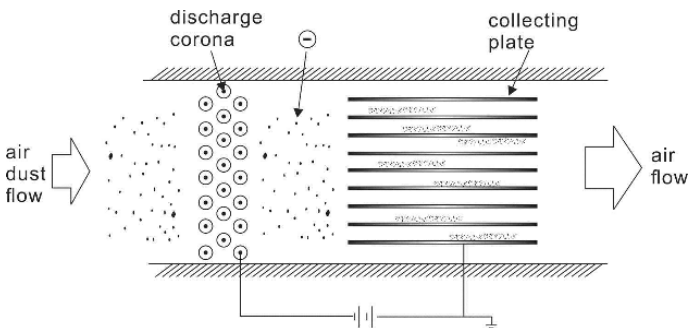 discharge
corona
⊖
collecting
plate
air
dust
flow
air
flow